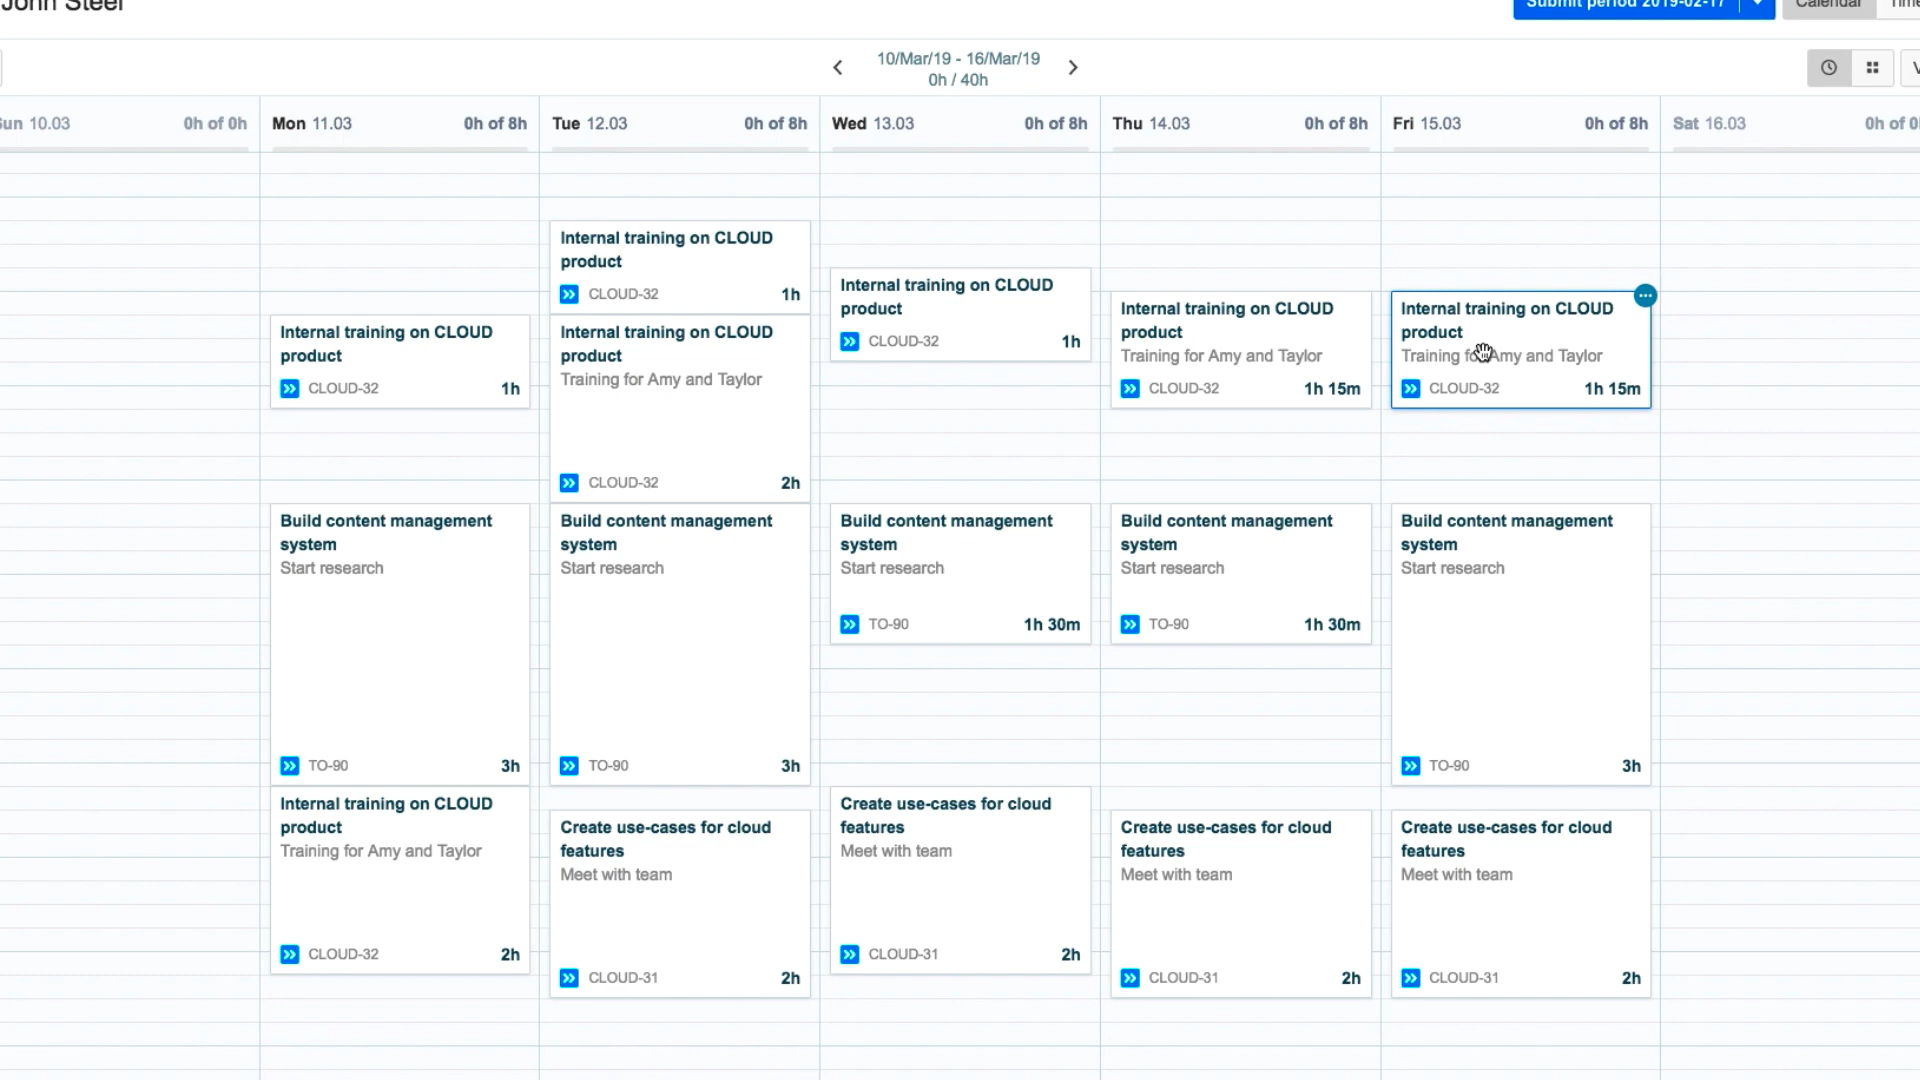 John Steel
Submit period 2019-02-17
Calendar
10/Mar/19 - 16/Mar/19
0h / 40h
Sun 10.03 0h of 0h
Mon 11.03 0h of 8h
Tue 12.03 0h of 8h
Wed 13.03 0h of 8h
Thu 14.03 0h of 8h
Fri 15.03 0h of 8h
Sat 16.03 0h of 0h
Internal training on CLOUD
product
CLOUD-32 1h
Build content management
system
Start research
TO-90 3h
Internal training on CLOUD
product
Training for Amy and Taylor
CLOUD-32 2h
Internal training on CLOUD
product
CLOUD-32 1h
Internal training on CLOUD
product
Training for Amy and Taylor
CLOUD-32 2h
Build content management
system
Start research
TO-90 3h
Create use-cases for cloud
features
Meet with team
CLOUD-31 2h
Internal training on CLOUD
product
CLOUD-32 1h
Build content management
system
Start research
TO-90 1h 30m
Create use-cases for cloud
features
Meet with team
CLOUD-31 2h
Internal training on CLOUD
product
Training for Amy and Taylor
CLOUD-32 1h 15m
Build content management
system
Start research
TO-90 1h 30m
Create use-cases for cloud
features
Meet with team
CLOUD-31 2h
Internal training on CLOUD
product
Training for Amy and Taylor
CLOUD-32 1h 15m
Build content management
system
Start research
TO-90 3h
Create use-cases for cloud
features
Meet with team
CLOUD-31 2h